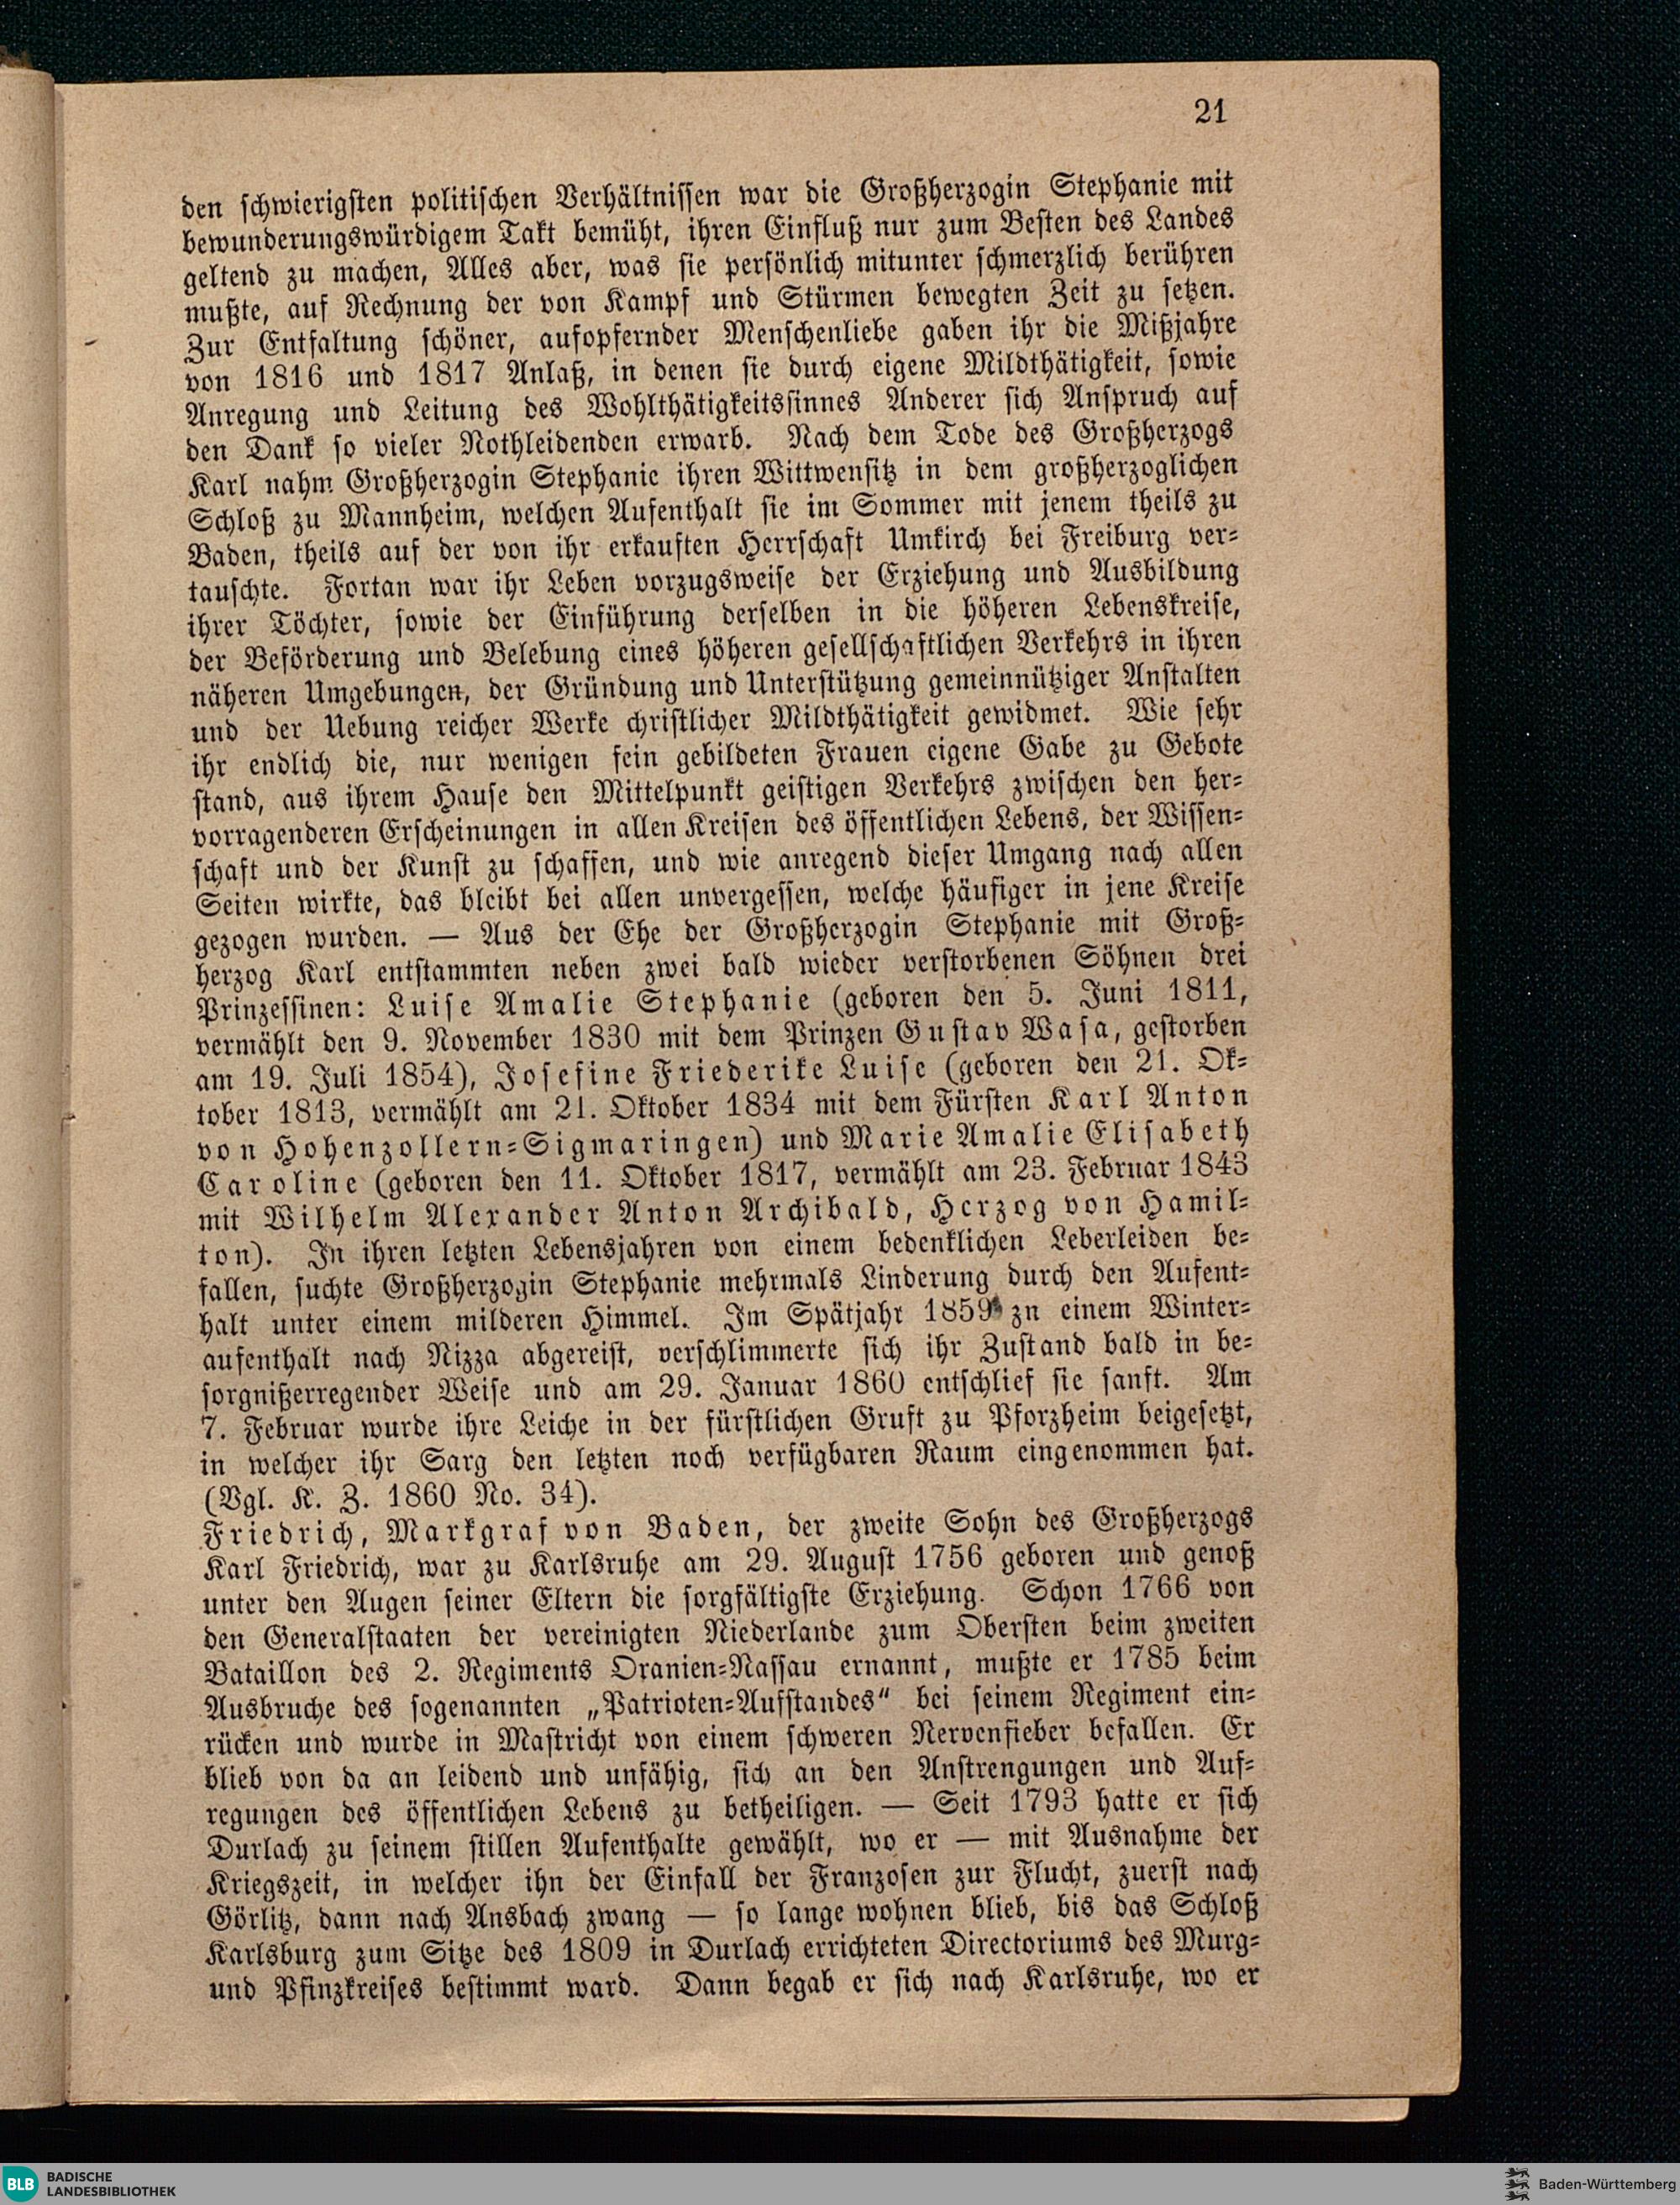 21
den schwierigsten politischen Verhältnissen war die Großherzogin Stephanie mit
bewunderungswürdigem Takt bemüht, ihren Einfluß nur zum Besten des Landes
geltend zu machen, Alles aber, was sie persönlich mitunter schmerzlich berühren
mußte, auf Rechnung der von Kampf und Stürmen bewegten Zeit zu setzen.
Zur Entfaltung schöner, aufopfernder Menschenliebe gaben ihr die Mißjahre
von 1816 und 1817 Anlaß, in denen sie durch eigene Mildthätigkeit, sowie
Anregung und Leitung des Wohlthätigkeitssinnes Anderer sich Anspruch auf
den Dank so vieler Nothleidenden erwarb. Nach dem Tode des Großherzogs
Karl nahm Großherzogin Stephanie ihren Wittwensitz in dem großherzoglichen
Schloß zu Mannheim, welchen Aufenthalt sie im Sommer mit jenem theils zu
Baden, theils auf der von ihr erkauften Herrschaft Umkirch bei Freiburg ver-
tauschte. Fortan war ihr Leben vorzugsweise der Erziehung und Ausbildung
ihrer Töchter, sowie der Einführung derselben in die höheren Lebenskreise,
der Beförderung und Belebung eines höheren gesellschaftlichen Verkehrs in ihren
näheren Umgebungen, der Gründung und Unterstützung gemeinnütziger Anstalten
und der Uebung reicher Werke christlicher Mildthätigkeit gewidmet. Wie sehr
ihr endlich die, nur wenigen fein gebildeten Frauen eigene Gabe zu Gebote
stand, aus ihrem Hause den Mittelpunkt geistigen Verkehrs zwischen den her-
vorragenderen Erscheinungen in allen Kreisen des öffentlichen Lebens, der Wissen-
schaft und der Kunst zu schaffen, und wie anregend dieser Umgang nach allen
Seiten wirkte, das bleibt bei allen unvergessen, welche häufiger in jene Kreise
gezogen wurden. — Aus der Ehe der Großherzogin Stephanie mit Groß-
herzog Karl entstammten neben zwei bald wieder verstorbenen Söhnen drei
Prinzessinen: Luise Amalie Stephanie (geboren den 5. Juni 1811,
vermählt den 9. November 1830 mit dem Prinzen Gustav Wasa, gestorben
am 19. Juli 1854), Josefine Friederike Luise (geboren den 21. Ok-
tober 1813, vermählt am 21. Oktober 1834 mit dem Fürsten Karl Anton
von Hohenzollern-Sigmaringen) und Marie Amalie Elisabeth
Caroline (geboren den 11. Oktober 1817, vermählt am 23. Februar 1843
mit Wilhelm Alexander Anton Archibald, Herzog von Hamil-
ton). In ihren letzten Lebensjahren von einem bedenklichen Leberleiden be-
fallen, suchte Großherzogin Stephanie mehrmals Linderung durch den Aufent-
halt unter einem milderen Himmel. Im Spätjahr 1859 zu einem Winter-
aufenthalt nach Nizza abgereist, verschlimmerte sich ihr Zustand bald in be-
sorgnißerregender Weise und am 29. Januar 1860 entschlief sie sanft. Am
7. Februar wurde ihre Leiche in der fürstlichen Gruft zu Pforzheim beigesetzt,
in welcher ihr Sarg den letzten noch verfügbaren Raum eingenommen hat.
(Vgl. K. Z. 1860 No. 34).
Friedrich, Markgraf von Baden, der zweite Sohn des Großherzogs
Karl Friedrich, war zu Karlsruhe am 29. August 1756 geboren und genoß
unter den Augen seiner Eltern die sorgfältigste Erziehung. Schon 1766 von
den Generalstaaten der vereinigten Niederlande zum Obersten beim zweiten
Bataillon des 2. Regiments Oranien-Nassau ernannt, mußte er 1785 beim
Ausbruche des sogenannten „Patrioten-Aufstandes“ bei seinem Regiment ein-
rücken und wurde in Mastricht von einem schweren Nervenfieber befallen. Er
blieb von da an leidend und unfähig, sich an den Anstrengungen und Auf-
regungen des öffentlichen Lebens zu betheiligen. — Seit 1793 hatte er sich
Durlach zu seinem stillen Aufenthalte gewählt, wo er — mit Ausnahme der
Kriegszeit, in welcher ihn der Einfall der Franzosen zur Flucht, zuerst nach
Görlitz, dann nach Ansbach zwang — so lange wohnen blieb, bis das Schloß
Karlsburg zum Sitze des 1809 in Durlach errichteten Directoriums des Murg-
und Pfinzkreises bestimmt ward. Dann begab er sich nach Karlsruhe, wo er
BLB BADISCHE
LANDESBIBLIOTHEK
Baden-Württemberg